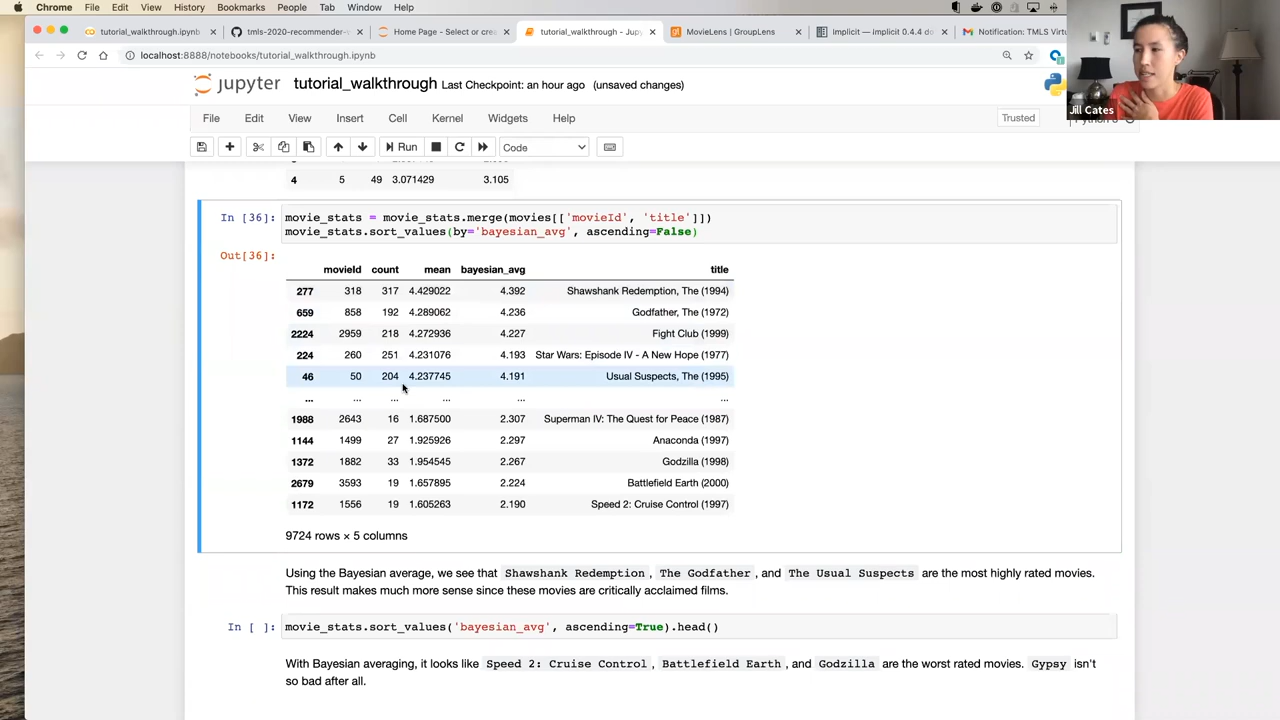 Chrome File Edit View History Bookmarks People Tab Window Help
tutorial_walkthrough.ipynb
tmls-2020-recommender-s
Home Page - Select or cre
tutorial_walkthrough - Jup
MovieLens | GroupLens
Implicit — implicit 0.4.4 do
Notification: TMLS Virtu
localhost:8888/notebooks/tutorial_walkthrough.ipynb
Jill Cates
jupyter tutorial_walkthrough Last Checkpoint: an hour ago (unsaved changes)
File Edit View Insert Cell Kernel Widgets Help
Trusted
Run Code
4 5 49 3.071429 3.105
In [36]: movie_stats = movie_stats.merge(movies[['movieId', 'title']])
movie_stats.sort_values(by='bayesian_avg', ascending=False)
Out[36]:
movieId count mean bayesian_avg title
277 318 317 4.429022 4.392 Shawshank Redemption, The (1994)
659 858 192 4.289062 4.236 Godfather, The (1972)
2224 2959 218 4.272936 4.227 Fight Club (1999)
224 260 251 4.231076 4.193 Star Wars: Episode IV - A New Hope (1977)
46 50 204 4.237745 4.191 Usual Suspects, The (1995)
... ... ... ... ... ...
1988 2643 16 1.687500 2.307 Superman IV: The Quest for Peace (1987)
1144 1499 27 1.925926 2.297 Anaconda (1997)
1372 1882 33 1.954545 2.267 Godzilla (1998)
2679 3593 19 1.657895 2.224 Battlefield Earth (2000)
1172 1556 19 1.605263 2.190 Speed 2: Cruise Control (1997)
9724 rows × 5 columns
Using the Bayesian average, we see that Shawshank Redemption , The Godfather , and The Usual Suspects are the most highly rated movies.
This result makes much more sense since these movies are critically acclaimed films.
In [ ]: movie_stats.sort_values('bayesian_avg', ascending=True).head()
With Bayesian averaging, it looks like Speed 2: Cruise Control , Battlefield Earth , and Godzilla are the worst rated movies. Gypsy isn't
so bad after all.